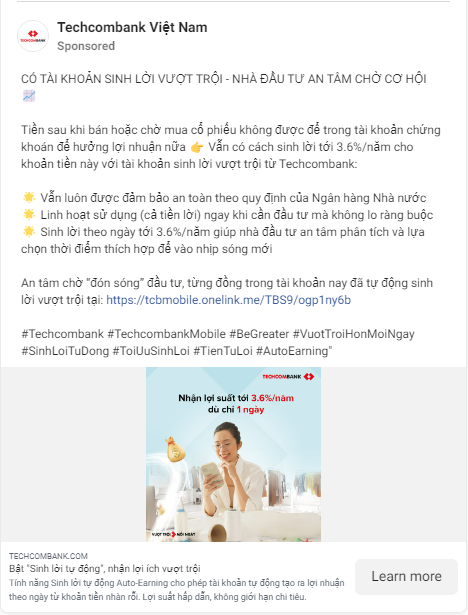 TECHCOMBANK
Techcombank Việt Nam
Sponsored
CÓ TÀI KHOẢN SINH LỜI VƯỢT TRỘI - NHÀ ĐẦU TƯ AN TÂM CHỜ CƠ HỘI
📈
Tiền sau khi bán hoặc chờ mua cổ phiếu không được để trong tài khoản chứng
khoán để hưởng lợi nhuận nữa 👉 Vẫn có cách sinh lời tới 3.6%/năm cho
khoản tiền này với tài khoản sinh lời vượt trội từ Techcombank:
🌟 Vẫn luôn được đảm bảo an toàn theo quy định của Ngân hàng Nhà nước
🌟 Linh hoạt sử dụng (cả tiền lời) ngay khi cần đầu tư mà không lo ràng buộc
🌟 Sinh lời theo ngày tới 3.6%/năm giúp nhà đầu tư an tâm phân tích và lựa
chọn thời điểm thích hợp để vào nhịp sóng mới
An tâm chờ “đón sóng” đầu tư, từng đồng trong tài khoản nay đã tự động sinh
lời vượt trội tại: https://tcbmobile.onelink.me/TBS9/ogp1ny6b
#Techcombank #TechcombankMobile #BeGreater #VuotTroiHonMoiNgay
#SinhLoiTuDong #ToiUuSinhLoi #TienTuLoi #AutoEarning"
TECHCOMBANK
Nhận lợi suất tới 3.6%/năm
dù chỉ 1 ngày
VƯỢT TRỘI HƠN MỖI NGÀY
TECHCOMBANK.COM
Bật "Sinh lời tự động", nhận lợi ích vượt trội
Tính năng Sinh lời tự động Auto-Earning cho phép tài khoản tự động tạo ra lợi nhuận
theo ngày từ khoản tiền nhàn rỗi. Lợi suất hấp dẫn, không giới hạn chi tiêu.
Learn more